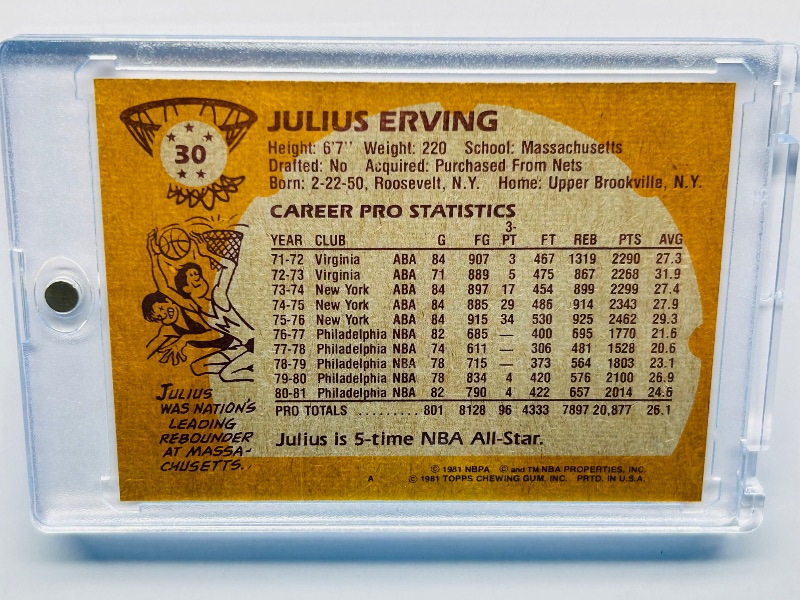 30
JULIUS ERVING
Height: 6'7'' Weight: 220 School: Massachusetts
Drafted: No Acquired: Purchased From Nets
Born: 2-22-50, Roosevelt, N.Y. Home: Upper Brookville, N.Y.
CAREER PRO STATISTICS
YEAR CLUB G FG 3-PT FT REB PTS AVG
71-72 Virginia ABA 84 907 3 467 1319 2290 27.3
72-73 Virginia ABA 71 889 5 475 867 2268 31.9
73-74 New York ABA 84 897 17 454 899 2299 27.4
74-75 New York ABA 84 885 29 486 914 2343 27.9
75-76 New York ABA 84 915 34 530 925 2462 29.3
76-77 Philadelphia NBA 82 685 — 400 695 1770 21.6
77-78 Philadelphia NBA 74 611 — 306 481 1528 20.6
78-79 Philadelphia NBA 78 715 — 373 564 1803 23.1
79-80 Philadelphia NBA 78 834 4 420 576 2100 26.9
80-81 Philadelphia NBA 82 790 4 422 657 2014 24.6
PRO TOTALS ......... 801 8128 96 4333 7897 20,877 26.1
Julius is 5-time NBA All-Star.
JULIUS
WAS NATION'S
LEADING
REBOUNDER
AT MASSA-
CHUSETTS.
© 1981 NBPA © and TM NBA PROPERTIES, INC.
A © 1981 TOPPS CHEWING GUM, INC. PRTD. IN U.S.A.